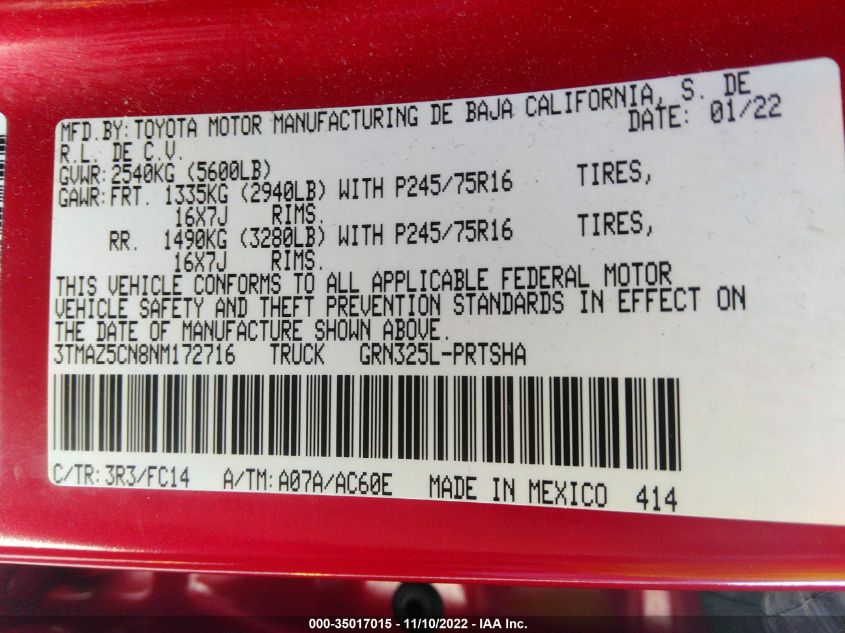 MFD.BY: TOYOTA MOTOR MANUFACTURING DE BAJA CALIFORNIA, S. DE
R.L. DE C.V. DATE: 01/22
GVWR: 2540KG (5600LB)
GAWR: FRT. 1335KG (2940LB) WITH P245/75R16 TIRES,
16X7J RIMS.
RR. 1490KG (3280LB) WITH P245/75R16 TIRES,
16X7J RIMS.
THIS VEHICLE CONFORMS TO ALL APPLICABLE FEDERAL MOTOR
VEHICLE SAFETY AND THEFT PREVENTION STANDARDS IN EFFECT ON
THE DATE OF MANUFACTURE SHOWN ABOVE.
3TMAZ5CN8NM172716 TRUCK GRN325L-PRTSHA
C/TR: 3R3/FC14 A/TM: A07A/AC60E MADE IN MEXICO 414
000-35017015 - 11/10/2022 - IAA Inc.